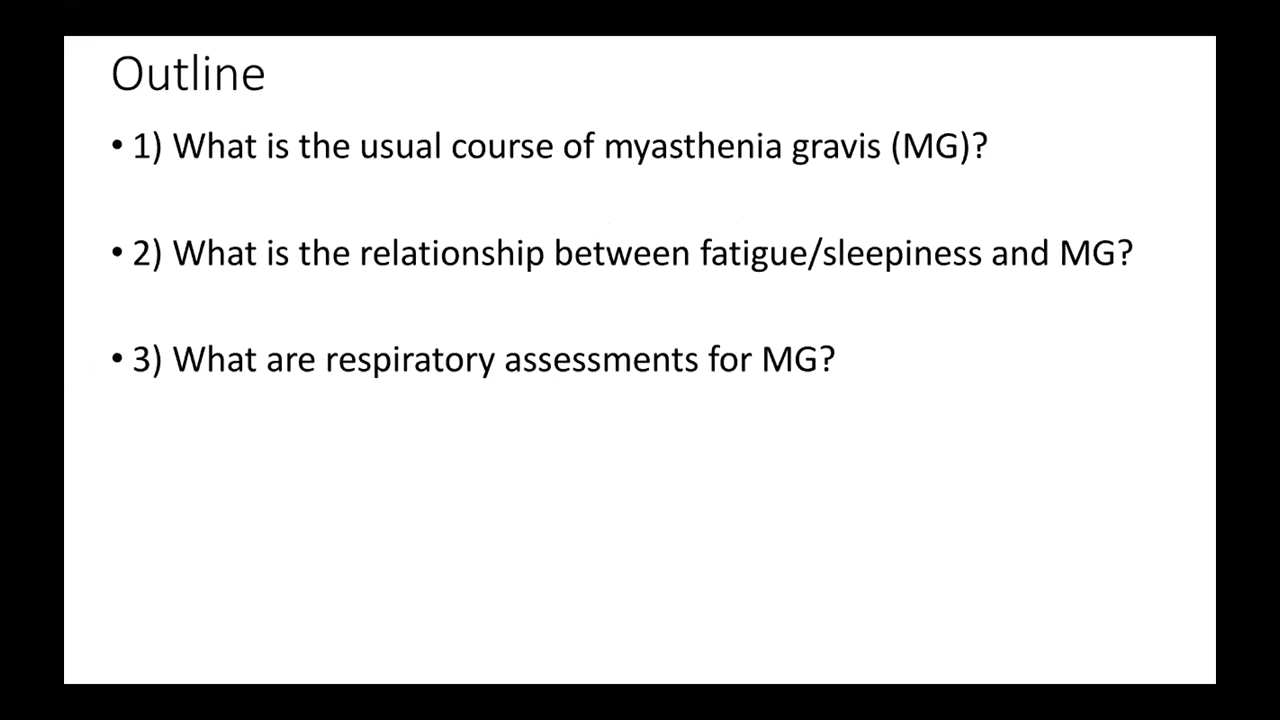 Outline
• 1) What is the usual course of myasthenia gravis (MG)?
• 2) What is the relationship between fatigue/sleepiness and MG?
• 3) What are respiratory assessments for MG?